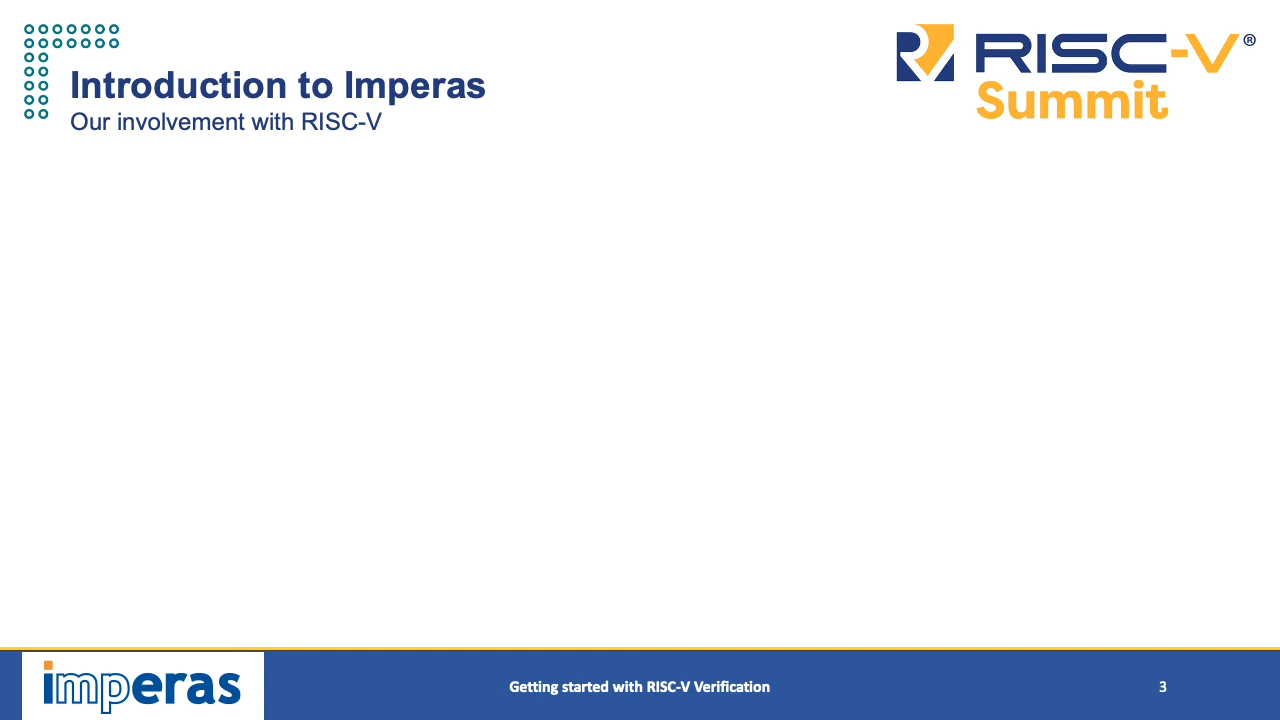 Introduction to Imperas
Our involvement with RISC-V
RISC-V®
Summit
imperas
Getting started with RISC-V Verification
3